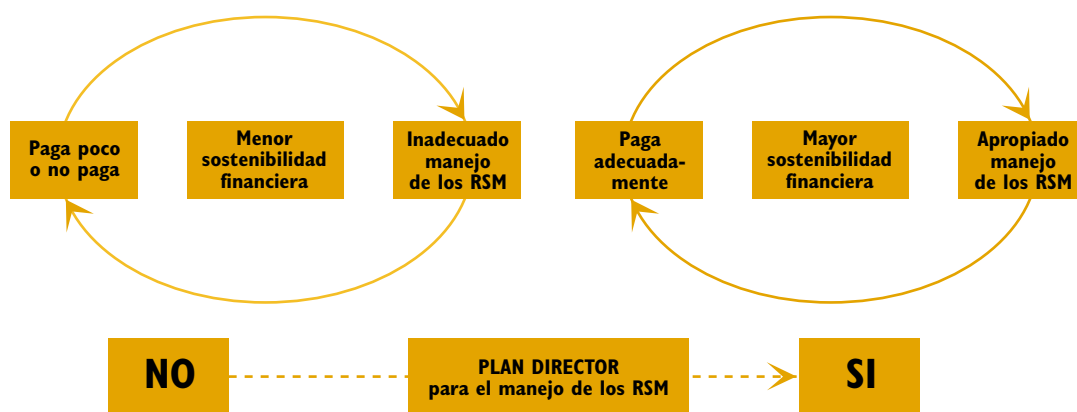 Paga poco
o no paga
Menor
sostenibilidad
financiera
Inadecuado
manejo
de los RSM
Paga
adecuada-
mente
Mayor
sostenibilidad
financiera
Apropiado
manejo
de los RSM
NO
PLAN DIRECTOR
para el manejo de los RSM
SI